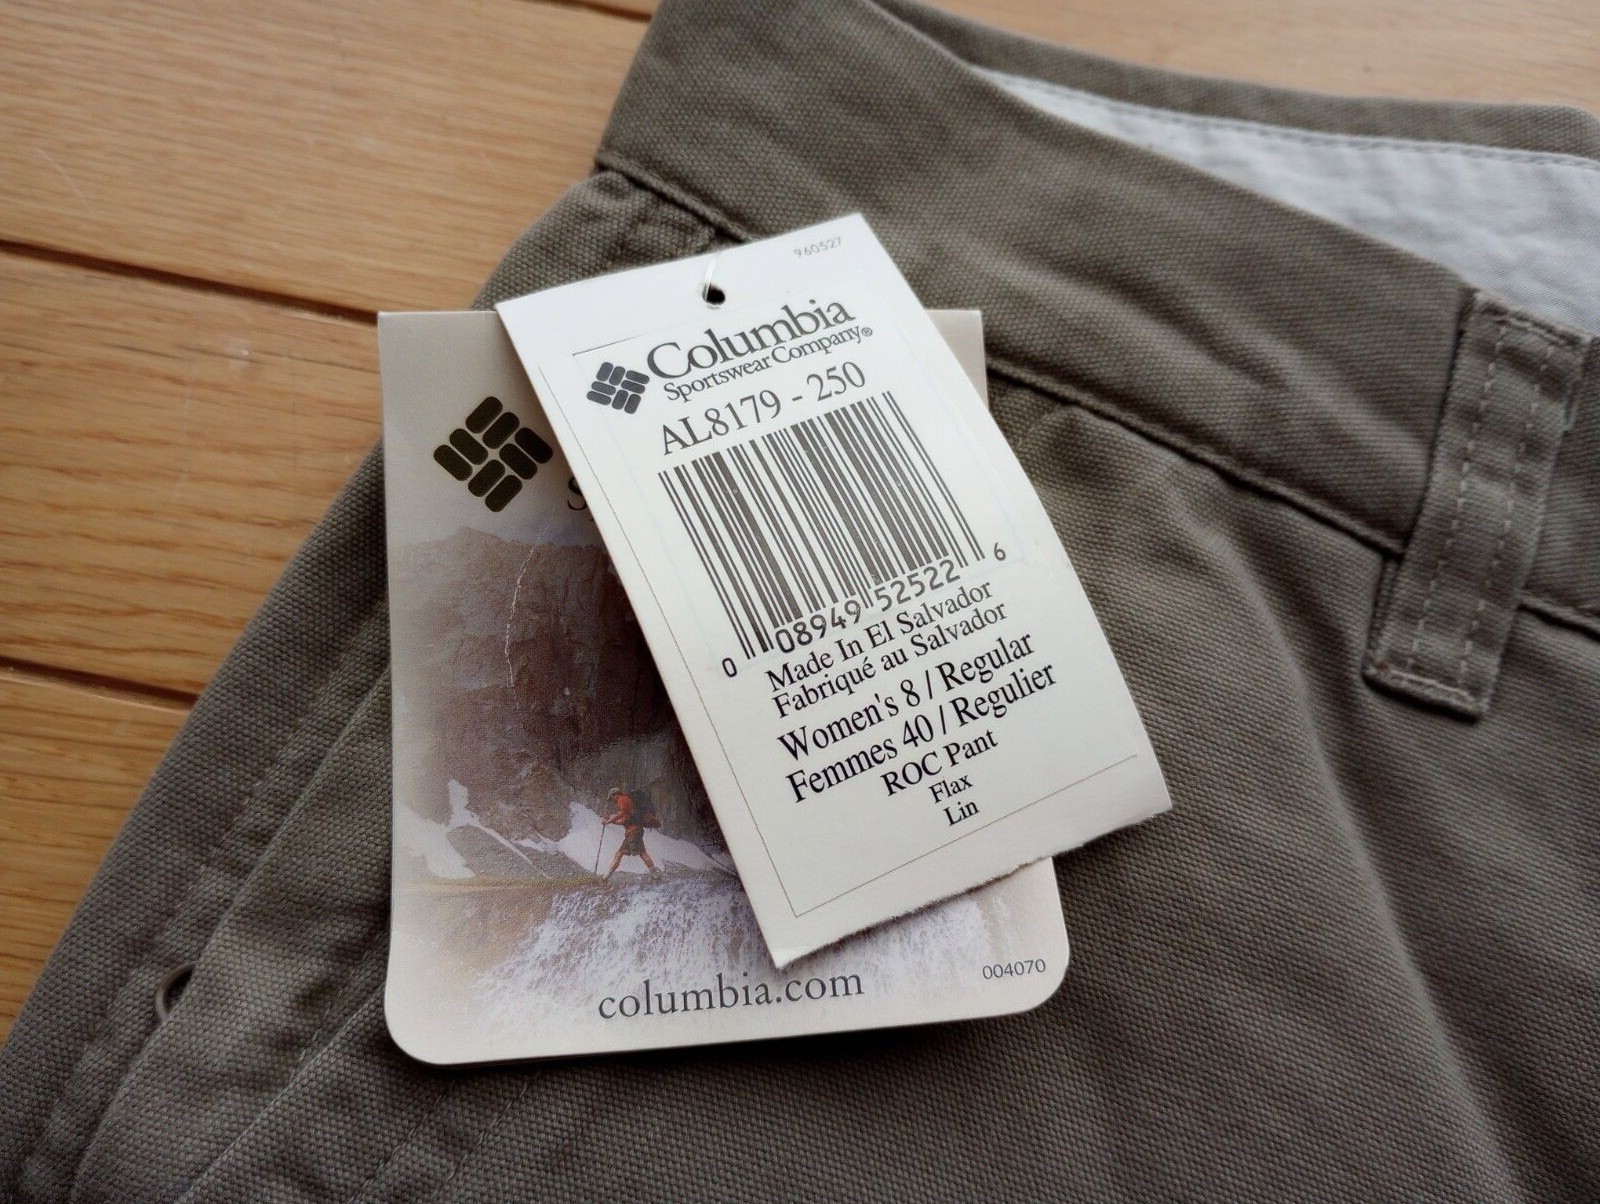 960527
Columbia
Sportswear Company®
AL8179 - 250
0 08949 52522 6
Made In El Salvador
Fabriqué au Salvador
Women's 8 / Regular
Femmes 40 / Regulier
ROC Pant
Flax
Lin
columbia.com
004070